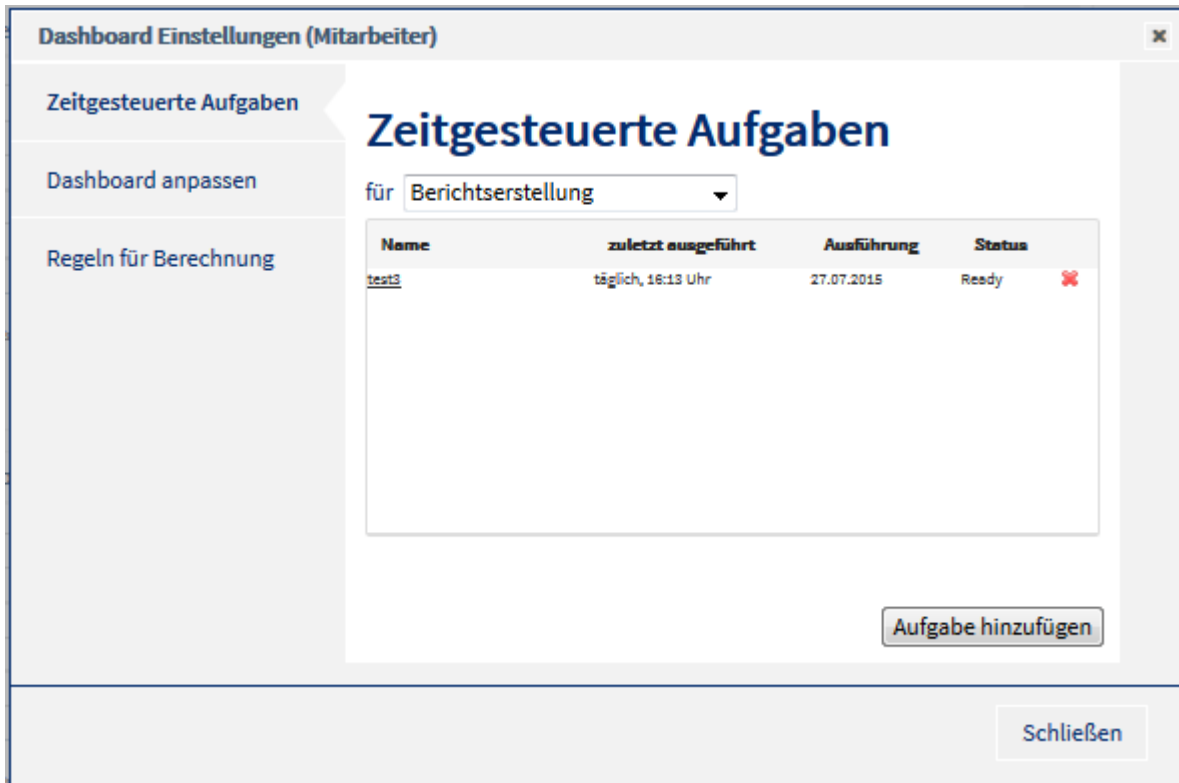 Dashboard Einstellungen (Mitarbeiter)
Zeitgesteuerte Aufgaben
Dashboard anpassen
Regeln für Berechnung
Zeitgesteuerte Aufgaben
für Berichtserstellung
Name zuletzt ausgeführt Ausführung Status
test3 täglich, 16:13 Uhr 27.07.2015 Ready
Aufgabe hinzufügen
Schließen